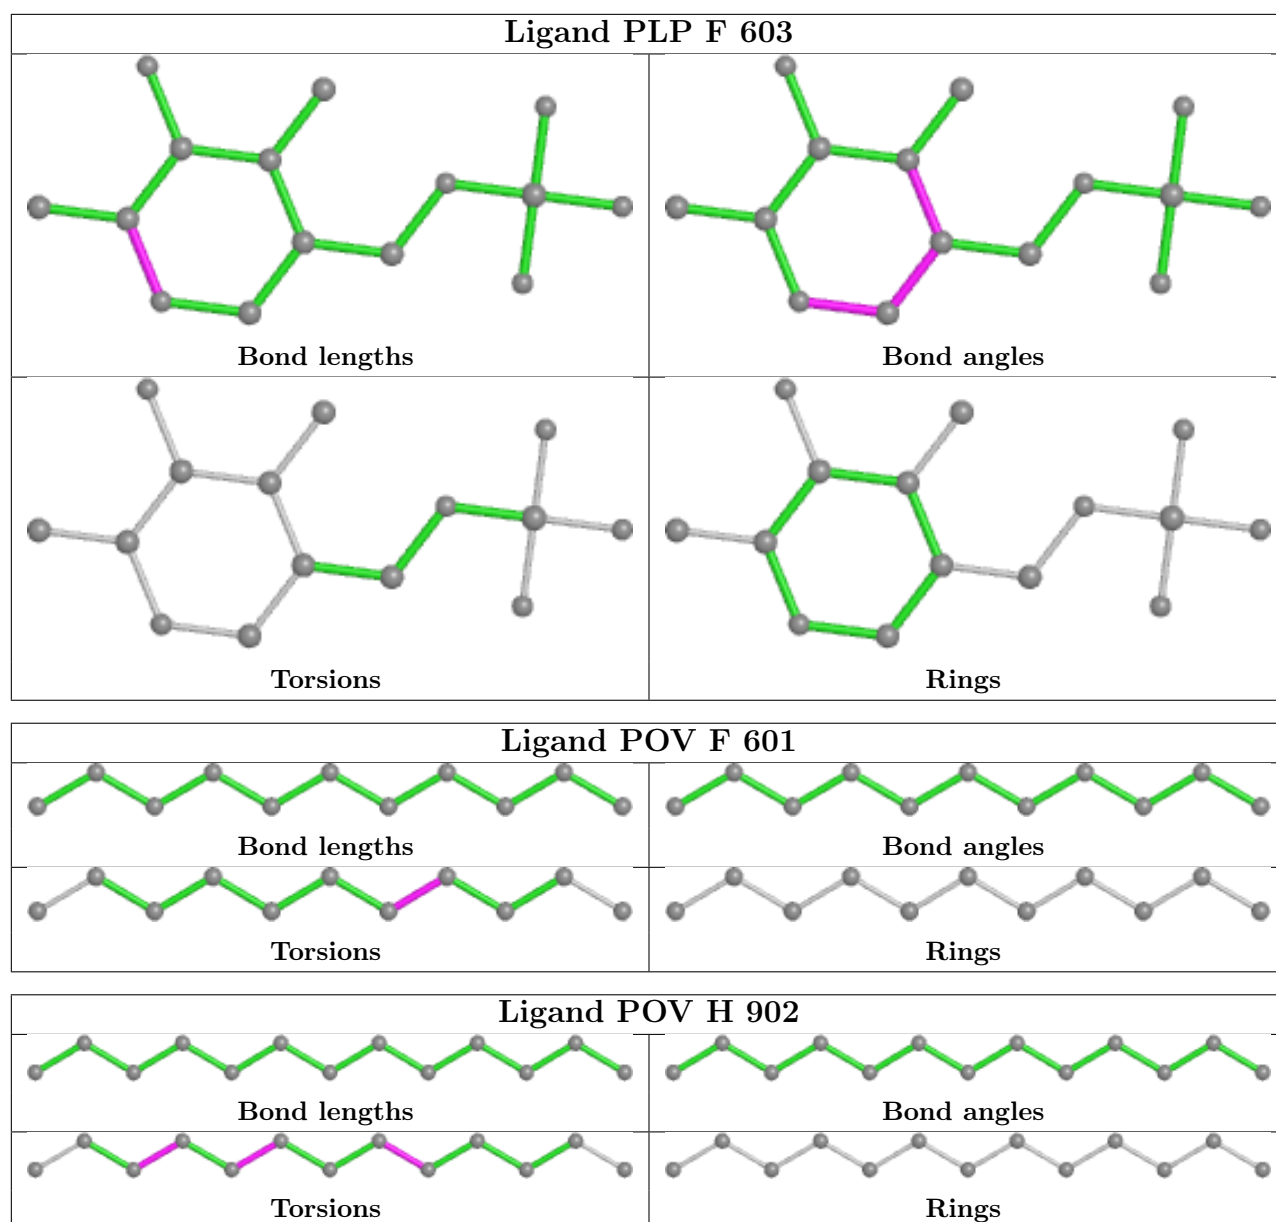 Ligand PLP F 603
Bond lengths
Bond angles
Torsions
Rings
Ligand POV F 601
Bond lengths
Bond angles
Torsions
Rings
Ligand POV H 902
Bond lengths
Bond angles
Torsions
Rings